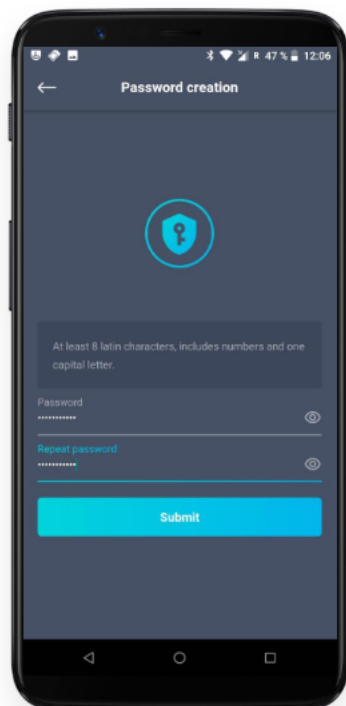 R 47 % 12:06
Password creation
At least 8 latin characters, includes numbers and one
capital letter.
Password
•••••••••••
Repeat password
•••••••••••
Submit